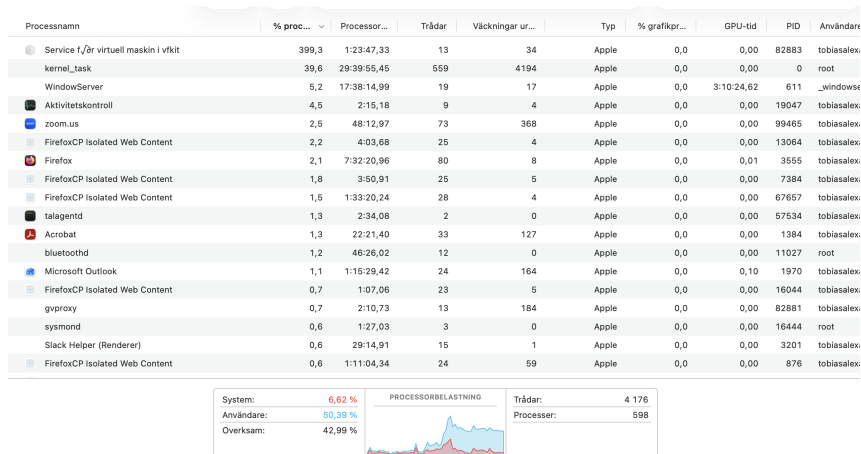 Processnamn % proc... Processor... Trådar Väckningar ur... Typ % grafikpr... GPU-tid PID Användare
Service f√∂r virtuell maskin i vfkit 399,3 1:23:47,33 13 34 Apple 0,0 0,00 82883 tobiasalexa
kernel_task 39,6 29:39:55,45 559 4194 Apple 0,0 0,00 0 root
WindowServer 5,2 17:38:14,99 19 17 Apple 0,0 3:10:24,62 611 _windowse
Aktivitetskontroll 4,5 2:15,18 9 4 Apple 0,0 0,00 19047 tobiasalexa
zoom.us 2,5 48:12,97 73 368 Apple 0,0 0,00 99465 tobiasalexa
FirefoxCP Isolated Web Content 2,2 4:03,68 25 4 Apple 0,0 0,00 13064 tobiasalexa
Firefox 2,1 7:32:20,96 80 8 Apple 0,0 0,01 3555 tobiasalexa
FirefoxCP Isolated Web Content 1,8 3:50,91 25 5 Apple 0,0 0,00 7384 tobiasalexa
FirefoxCP Isolated Web Content 1,5 1:33:20,24 28 4 Apple 0,0 0,00 67657 tobiasalexa
talagentd 1,3 2:34,08 2 0 Apple 0,0 0,00 57534 tobiasalexa
Acrobat 1,3 22:21,40 33 127 Apple 0,0 0,00 1384 tobiasalexa
bluetoothd 1,2 46:26,02 12 0 Apple 0,0 0,00 11027 root
Microsoft Outlook 1,1 1:15:29,42 24 164 Apple 0,0 0,10 1970 tobiasalexa
FirefoxCP Isolated Web Content 0,7 1:07,06 23 5 Apple 0,0 0,00 16044 tobiasalexa
gvproxy 0,7 2:10,73 13 184 Apple 0,0 0,00 82881 tobiasalexa
sysmond 0,6 1:27,03 3 0 Apple 0,0 0,00 16444 root
Slack Helper (Renderer) 0,6 29:14,91 15 1 Apple 0,0 0,00 3201 tobiasalexa
FirefoxCP Isolated Web Content 0,6 1:11:04,34 24 59 Apple 0,0 0,00 876 tobiasalexa
System: 6,62 % PROCESSORBELASTNING Trådar: 4 176
Användare: 50,39 % Processer: 598
Overksam: 42,99 %